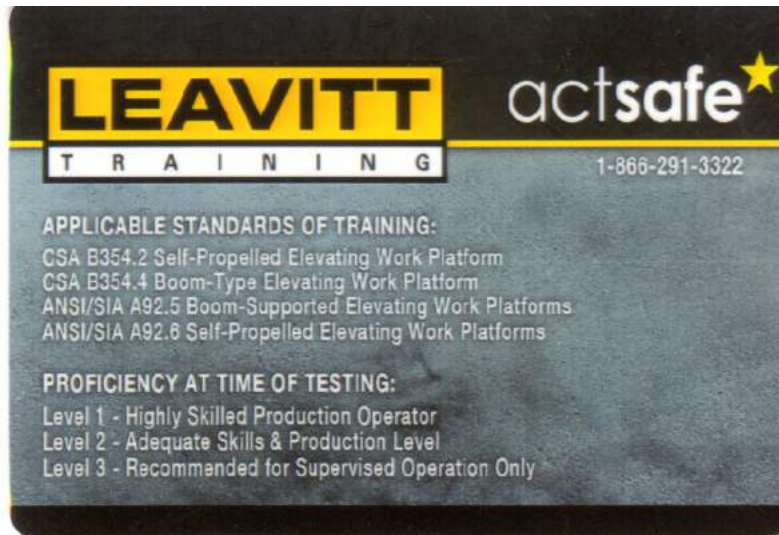 LEAVITT
TRAINING
actsafe
1-866-291-3322
APPLICABLE STANDARDS OF TRAINING:
CSA B354.2 Self-Propelled Elevating Work Platform
CSA B354.4 Boom-Type Elevating Work Platform
ANSI/SIA A92.5 Boom-Supported Elevating Work Platforms
ANSI/SIA A92.6 Self-Propelled Elevating Work Platforms
PROFICIENCY AT TIME OF TESTING:
Level 1 - Highly Skilled Production Operator
Level 2 - Adequate Skills & Production Level
Level 3 - Recommended for Supervised Operation Only